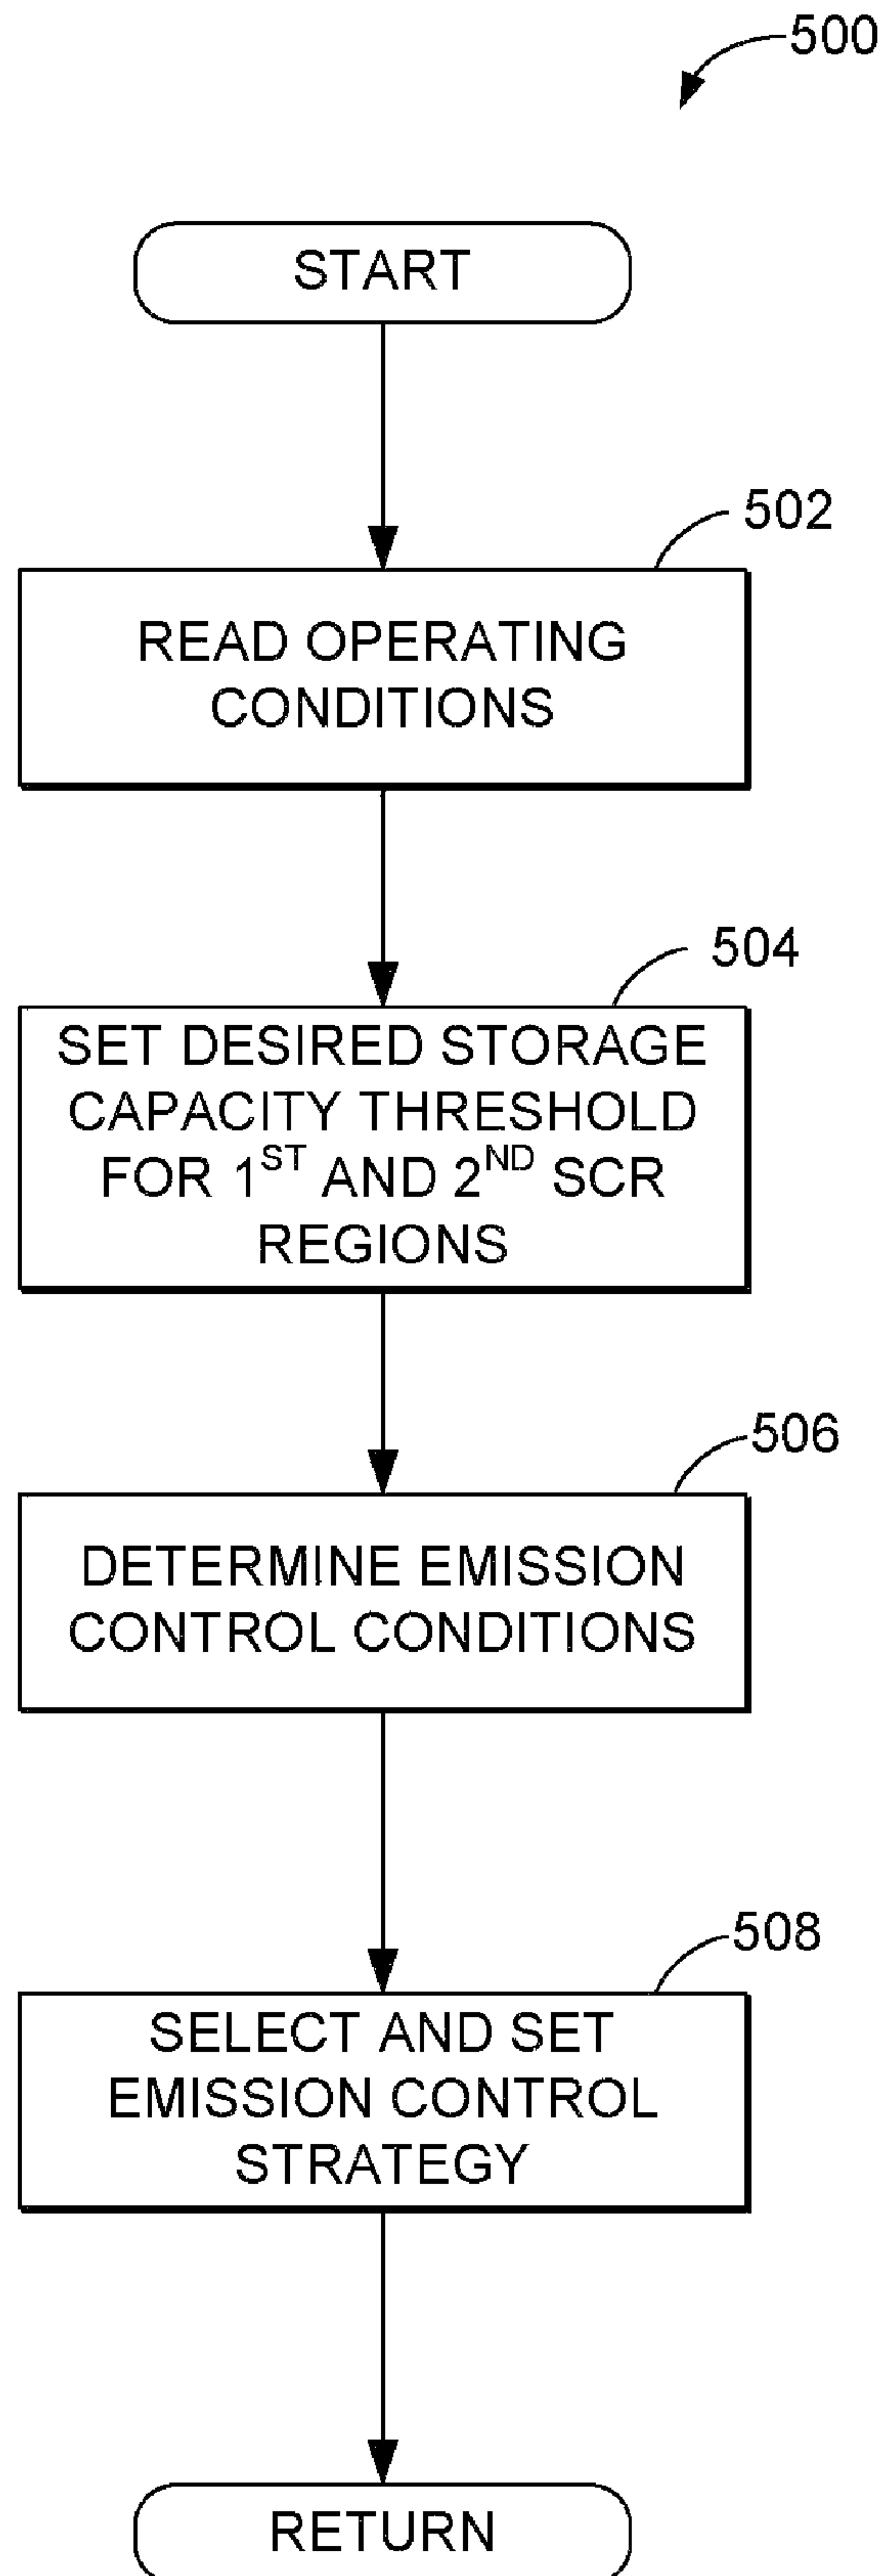 500
START
502
READ OPERATING
CONDITIONS
504
SET DESIRED STORAGE
CAPACITY THRESHOLD
FOR 1ST AND 2ND SCR
REGIONS
506
DETERMINE EMISSION
CONTROL CONDITIONS
508
SELECT AND SET
EMISSION CONTROL
STRATEGY
RETURN